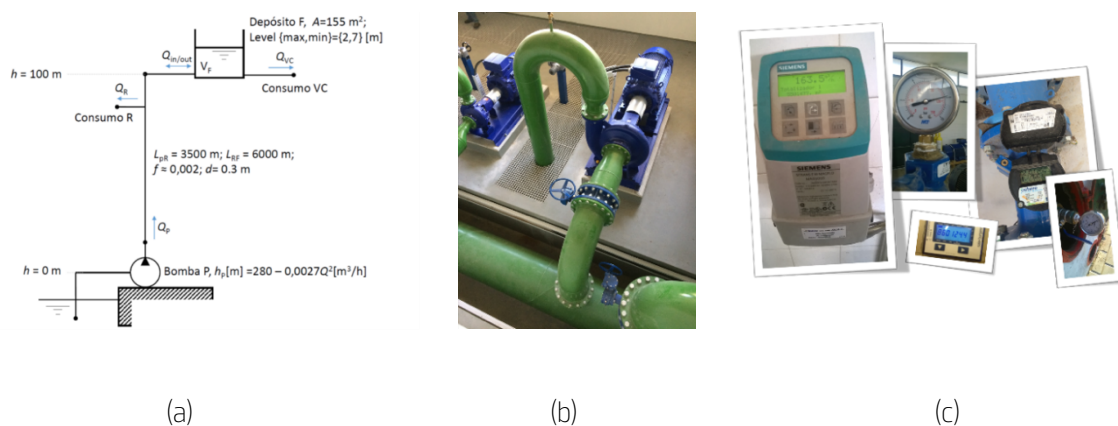 Depósito F, A=155 m²;
Level {max,min}={2,7} [m]
Q_in/out
V_F
Q_VC
h = 100 m
Consumo VC
Q_R
Consumo R
L_pR = 3500 m; L_RF = 6000 m;
f ≈ 0,002; d= 0.3 m
Q_P
h = 0 m
Bomba P, h_p[m] =280 – 0,0027Q²[m³/h]
SIEMENS
SIEMENS
(a)
(b)
(c)